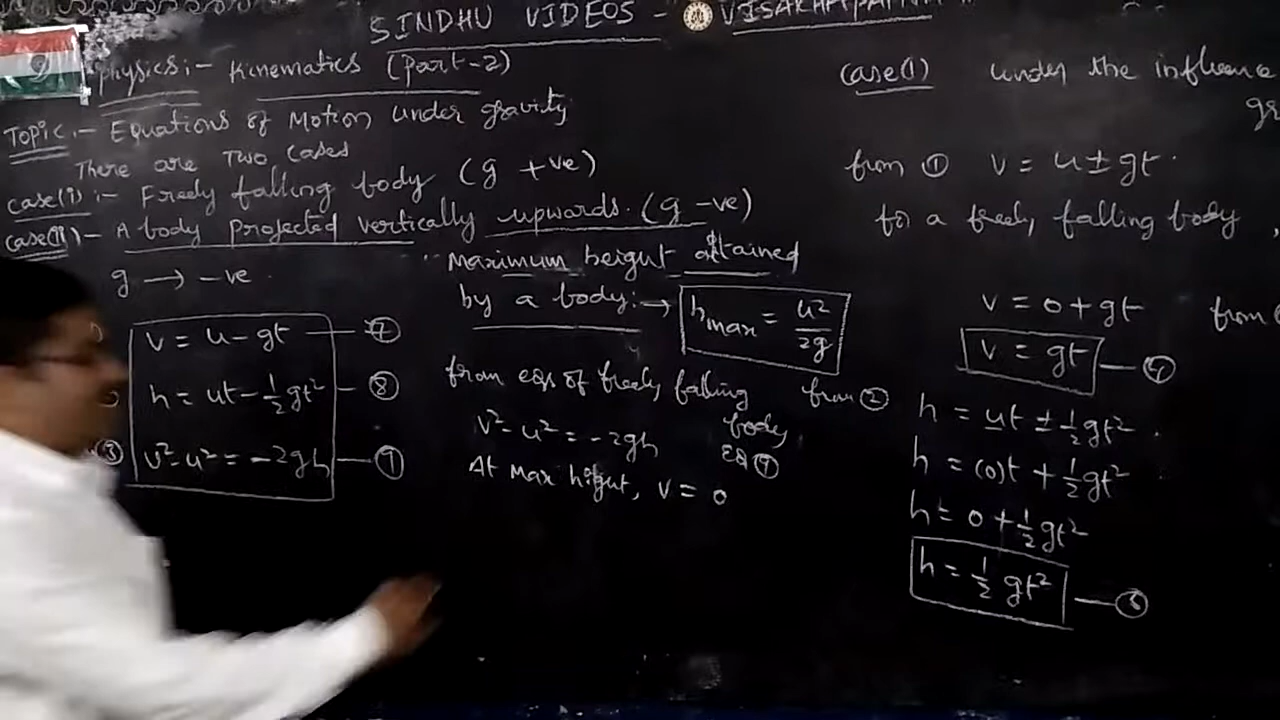 SINDHU VIDEOS - VISAKHAPATNAM
Physics:- Kinematics (Part-2)
Topic:- Equations of Motion under gravity
There are Two cases
case(i):- Freely falling body (g +ve)
case(ii)- A body projected vertically upwards. (g -ve)
g → -ve
v = u - gt — ⑦
h = ut - ½gt² — ⑧
③ v² - u² = -2gh — ⑨
Maximum height attained
by a body:- → hmax = u²/2g
from eqs of freely falling
body
v² - u² = -2gh
EQ ⑨
At Max height, v = 0
case(1) under the influence
from ① v = u ± gt.
for a freely falling body,
v = 0 + gt from
v = gt — ④
from ② h = ut ± ½gt².
h = (0)t + ½gt²
h = 0 + ½gt²
h = ½ gt² — ⑤